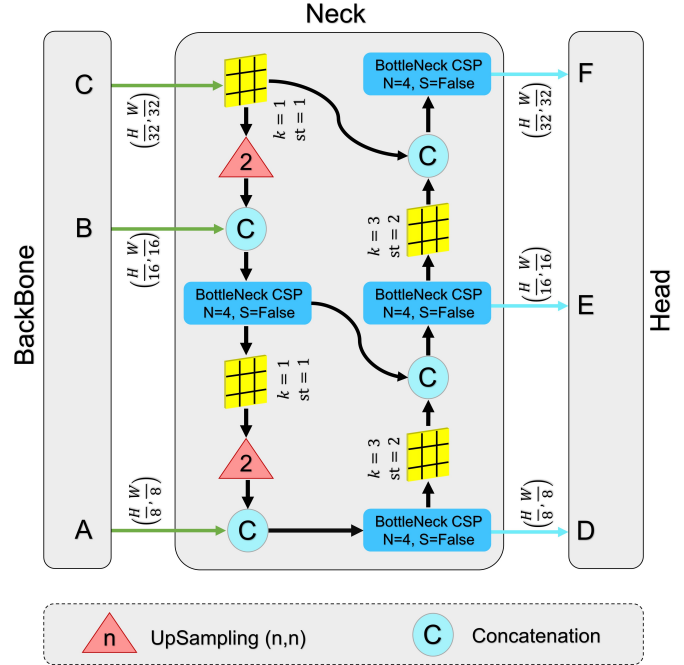 Neck
BackBone
Head
C
(H/32, W/32)
k = 1
st = 1
2
B
(H/16, W/16)
C
BottleNeck CSP
N=4, S=False
k = 1
st = 1
2
A
(H/8, W/8)
C
BottleNeck CSP
N=4, S=False
F
(H/32, W/32)
C
k = 3
st = 2
BottleNeck CSP
N=4, S=False
E
(H/16, W/16)
C
k = 3
st = 2
BottleNeck CSP
N=4, S=False
D
(H/8, W/8)
n
UpSampling (n,n)
C
Concatenation